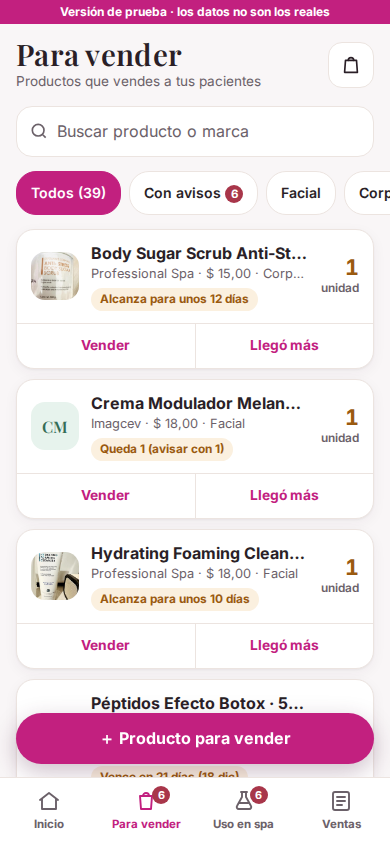 Versión de prueba · los datos no son los reales
Para vender
Productos que vendes a tus pacientes
Buscar producto o marca
Todos (39)
Con avisos 6
Facial
Corp
Body Sugar Scrub Anti-St...
Professional Spa · $ 15,00 · Corp...
Alcanza para unos 12 días
1
unidad
Vender
Llegó más
CM
Crema Modulador Melan...
Imagcev · $ 18,00 · Facial
Queda 1 (avisar con 1)
1
unidad
Vender
Llegó más
Hydrating Foaming Clean...
Professional Spa · $ 18,00 · Facial
Alcanza para unos 10 días
1
unidad
Vender
Llegó más
Péptidos Efecto Botox · 5...
+ Producto para vender
Vence en 21 días (18 dic)
6
6
Inicio
Para vender
Uso en spa
Ventas